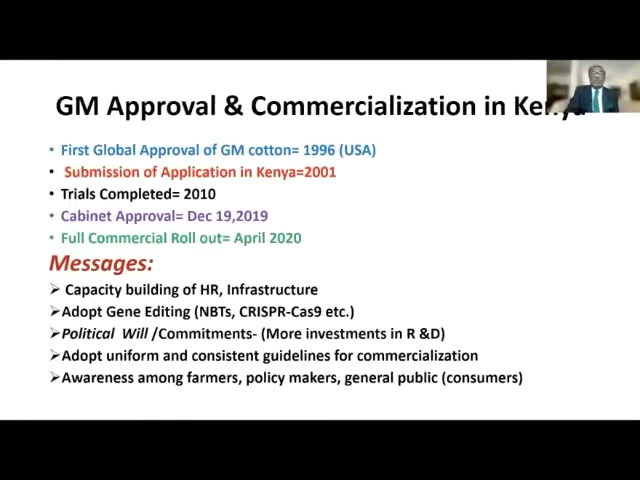 GM Approval & Commercialization in Kenya
• First Global Approval of GM cotton= 1996 (USA)
• Submission of Application in Kenya=2001
• Trials Completed= 2010
• Cabinet Approval= Dec 19,2019
• Full Commercial Roll out= April 2020
Messages:
➢ Capacity building of HR, Infrastructure
➢Adopt Gene Editing (NBTs, CRISPR-Cas9 etc.)
➢Political Will /Commitments- (More investments in R &D)
➢Adopt uniform and consistent guidelines for commercialization
➢Awareness among farmers, policy makers, general public (consumers)